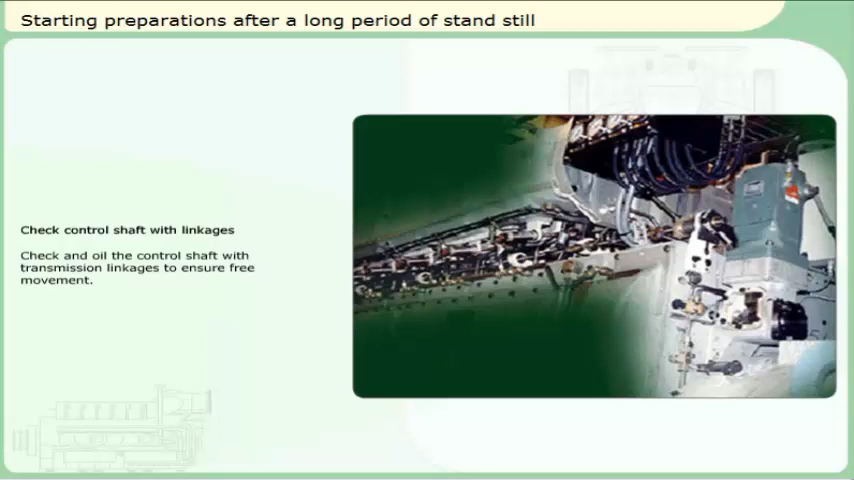 Starting preparations after a long period of stand still
Check control shaft with linkages
Check and oil the control shaft with
transmission linkages to ensure free
movement.